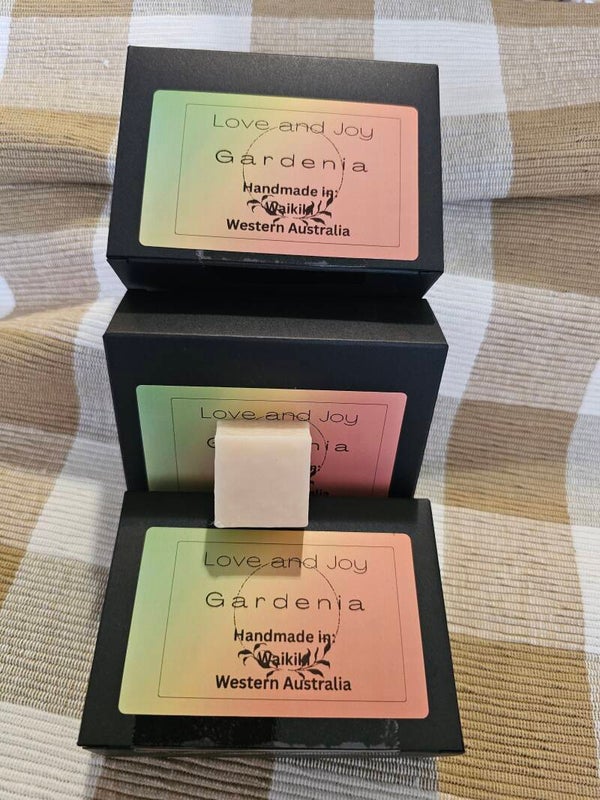 Love and Joy
Gardenia
Handmade in:
Waikiki
Western Australia
Love and Joy
Love and Joy
Gardenia
Handmade in:
Waikiki
Western Australia